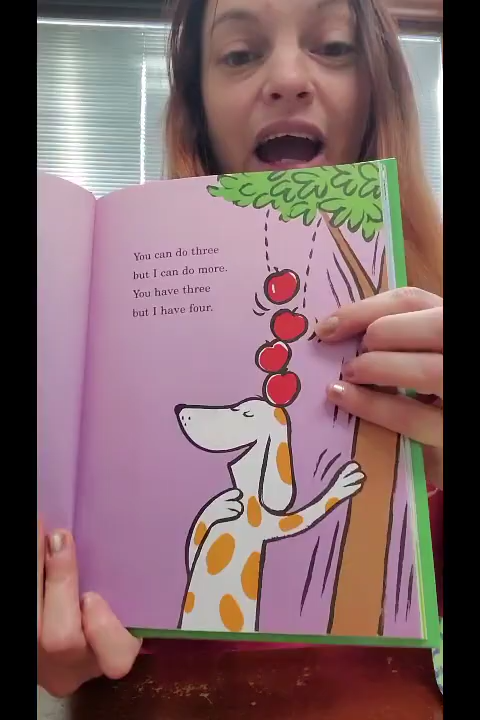 You can do three
but I can do more.
You have three
but I have four.